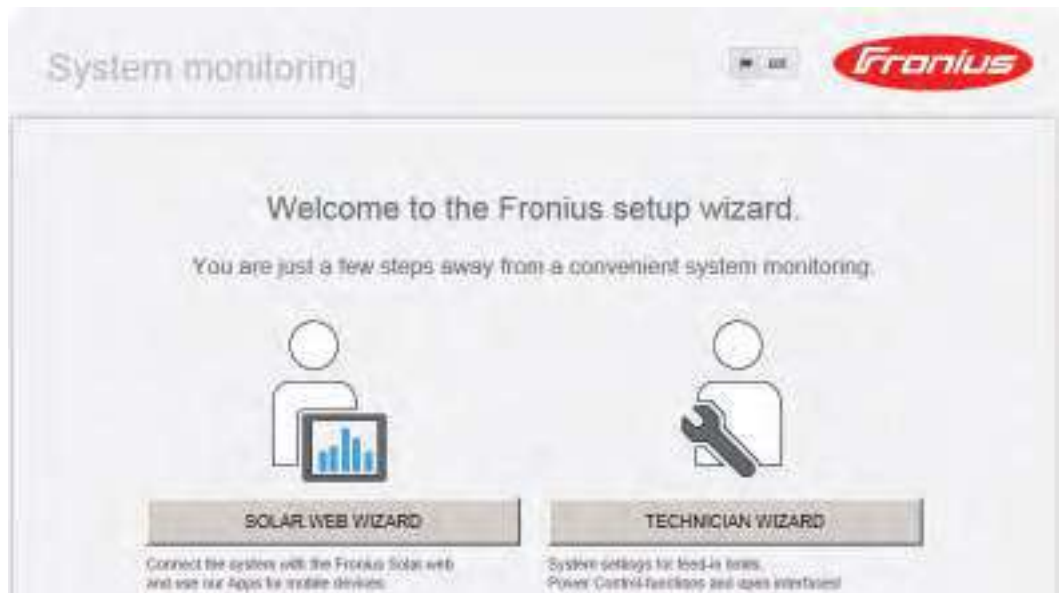 System monitoring
Fronius
Welcome to the Fronius setup wizard.
You are just a few steps away from a convenient system monitoring.
SOLAR WEB WIZARD
TECHNICIAN WIZARD
Connect the system with the Fronius Solar web
and use our Apps for mobile devices
System settings for feed-in limits,
Power Control-functions and open interfaces!